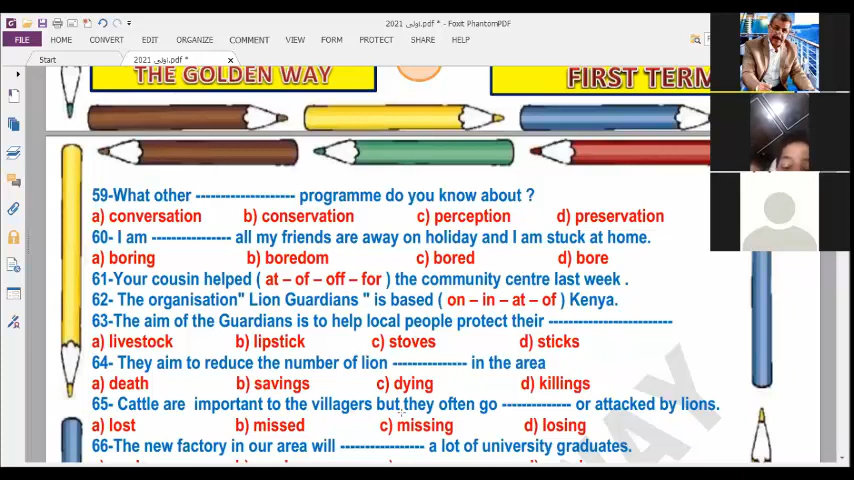 اولى 2021.pdf * - Foxit PhantomPDF
FILE HOME CONVERT EDIT ORGANIZE COMMENT VIEW FORM PROTECT SHARE HELP
Start
اولى 2021.pdf *
THE GOLDEN WAY
FIRST TERM
59-What other -------------------- programme do you know about ?
a) conversation b) conservation c) perception d) preservation
60- I am ---------------- all my friends are away on holiday and I am stuck at home.
a) boring b) boredom c) bored d) bore
61-Your cousin helped ( at – of – off – for ) the community centre last week .
62- The organisation" Lion Guardians " is based ( on – in – at – of ) Kenya.
63-The aim of the Guardians is to help local people protect their -------------------------
a) livestock b) lipstick c) stoves d) sticks
64- They aim to reduce the number of lion --------------- in the area
a) death b) savings c) dying d) killings
65- Cattle are important to the villagers but they often go -------------- or attacked by lions.
a) lost b) missed c) missing d) losing
66-The new factory in our area will ----------------- a lot of university graduates.
WAY